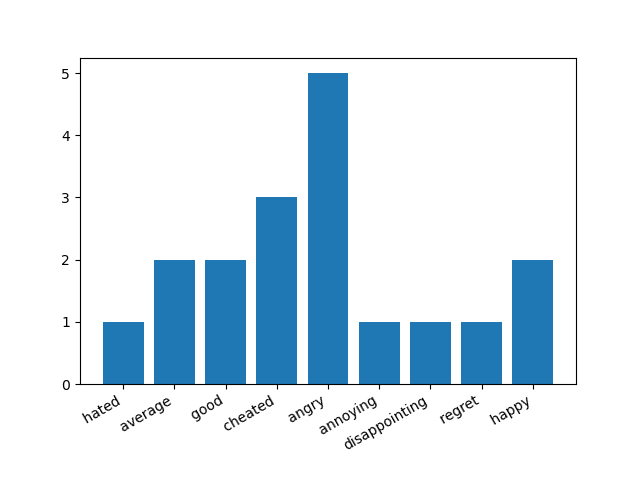 5
4
3
2
1
0
hated
average
good
cheated
angry
annoying
disappointing
regret
happy